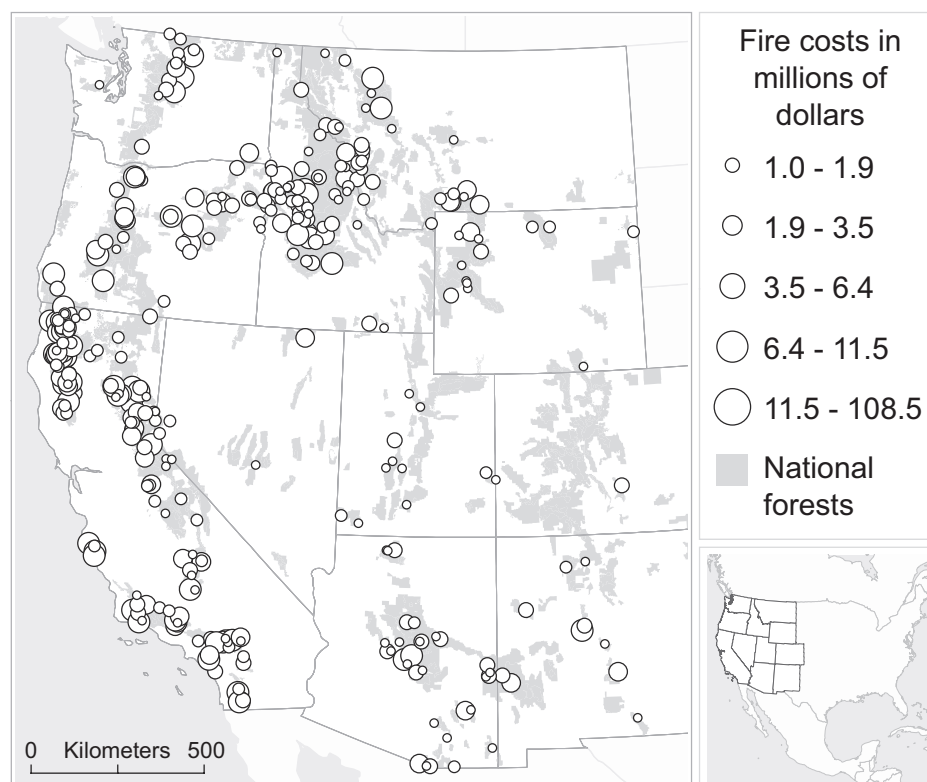 Fire costs in
millions of
dollars
1.0 - 1.9
1.9 - 3.5
3.5 - 6.4
6.4 - 11.5
11.5 - 108.5
National
forests
0 Kilometers 500